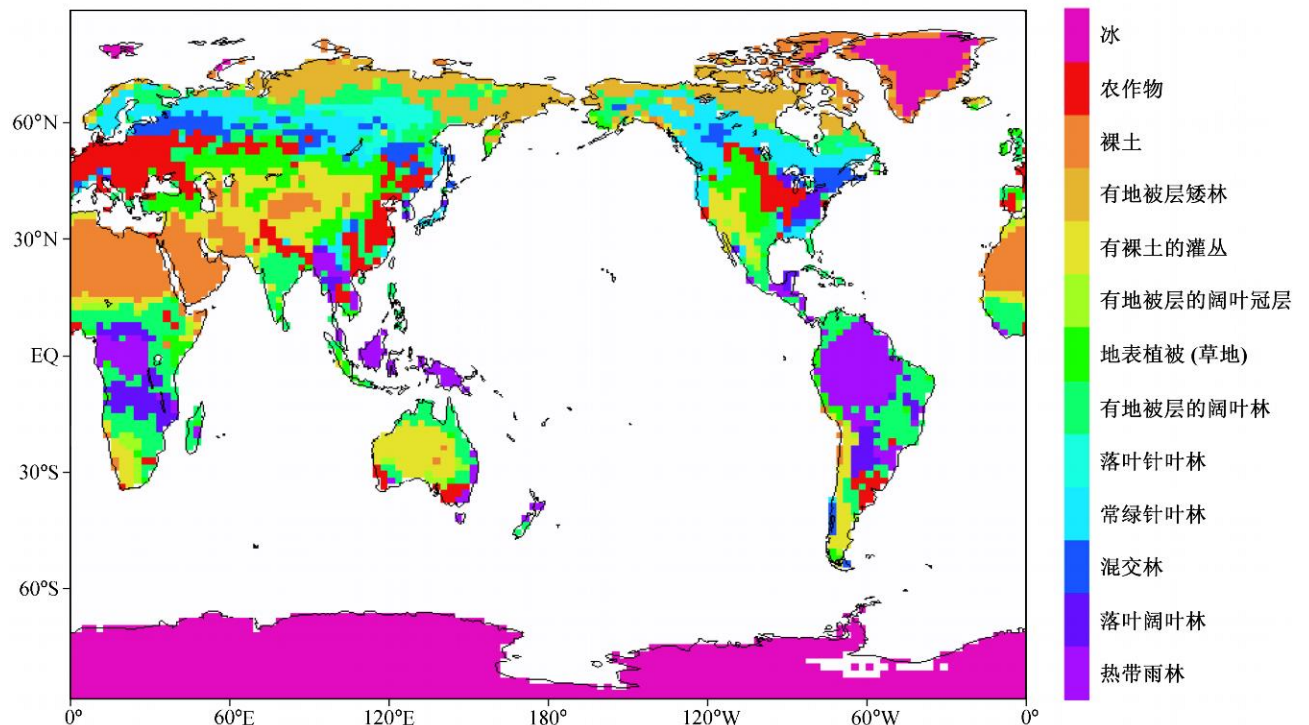 60°N
30°N
EQ
30°S
60°S
0°
60°E
120°E
180°
120°W
60°W
0°
冰
农作物
裸土
有地被层矮林
有裸土的灌丛
有地被层的阔叶冠层
地表植被 (草地)
有地被层的阔叶林
落叶针叶林
常绿针叶林
混交林
落叶阔叶林
热带雨林